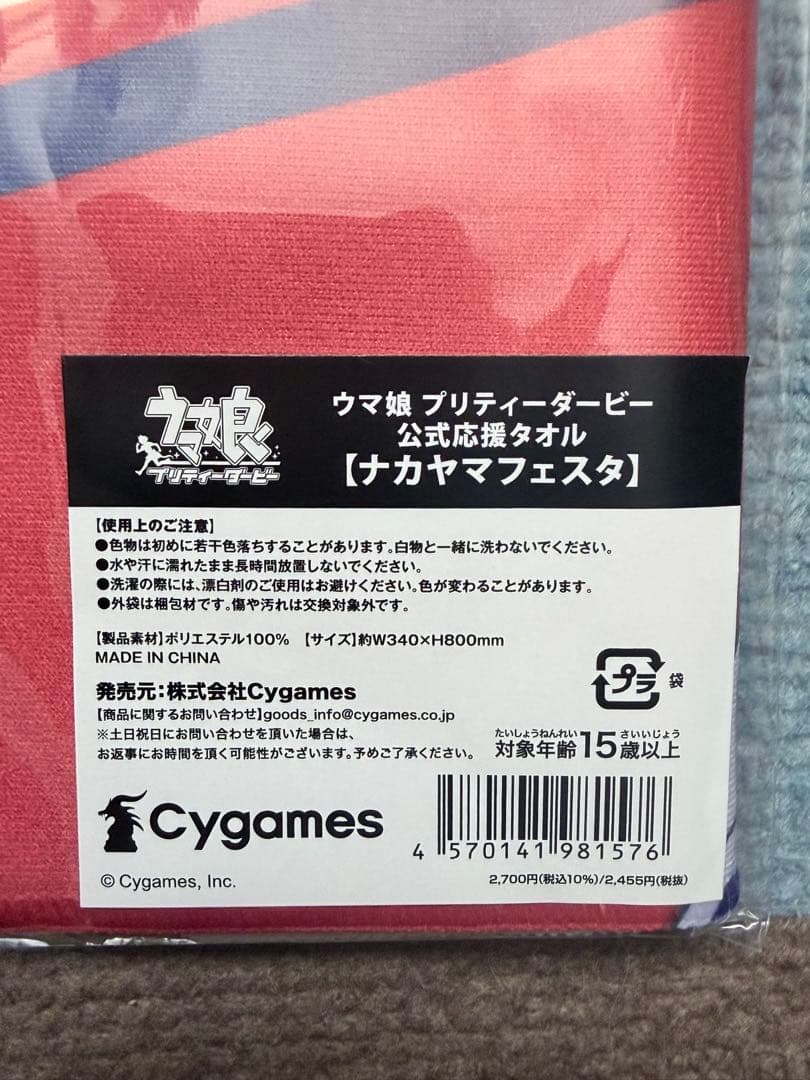 ウマ娘
プリティーダービー
ウマ娘 プリティーダービー
公式応援タオル
【ナカヤマフェスタ】
【使用上のご注意】
●色物は初めに若干色落ちすることがあります。白物と一緒に洗わないでください。
●水や汗に濡れたまま長時間放置しないでください。
●洗濯の際には、漂白剤のご使用はお避けください。色が変わることがあります。
●外袋は梱包材です。傷や汚れは交換対象外です。
【製品素材】ポリエステル100% 【サイズ】約W340×H800mm
MADE IN CHINA
発売元：株式会社Cygames
【商品に関するお問い合わせ】goods_info@cygames.co.jp
※土日祝日にお問い合わせを頂いた場合は、
お返事にお時間を頂く可能性がございます。予めご了承ください。
プラ 袋
たいしょうねんれい さいいじょう
対象年齢15歳以上
Cygames
4 570141 981576
© Cygames, Inc.
2,700円(税込10%)/2,455円(税抜)